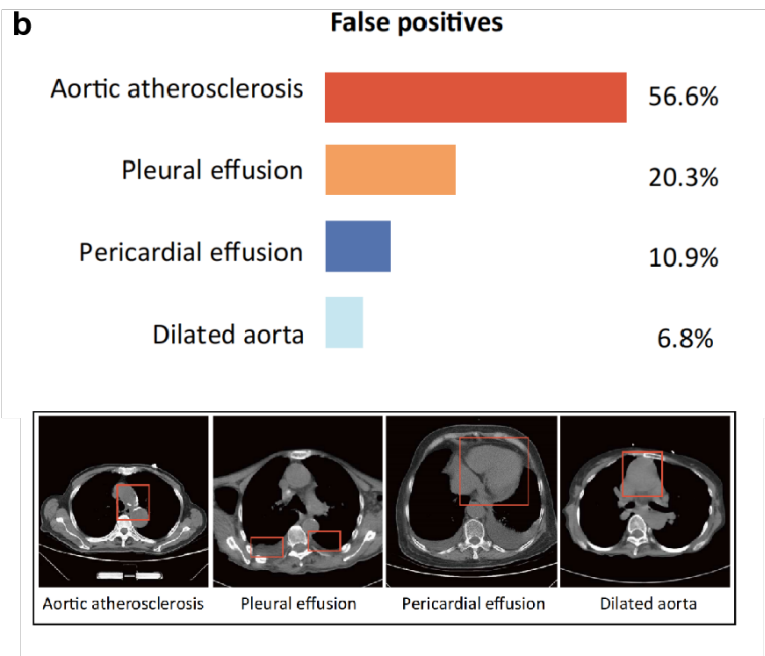 b
False positives
Aortic atherosclerosis 56.6%
Pleural effusion 20.3%
Pericardial effusion 10.9%
Dilated aorta 6.8%
Aortic atherosclerosis Pleural effusion Pericardial effusion Dilated aorta